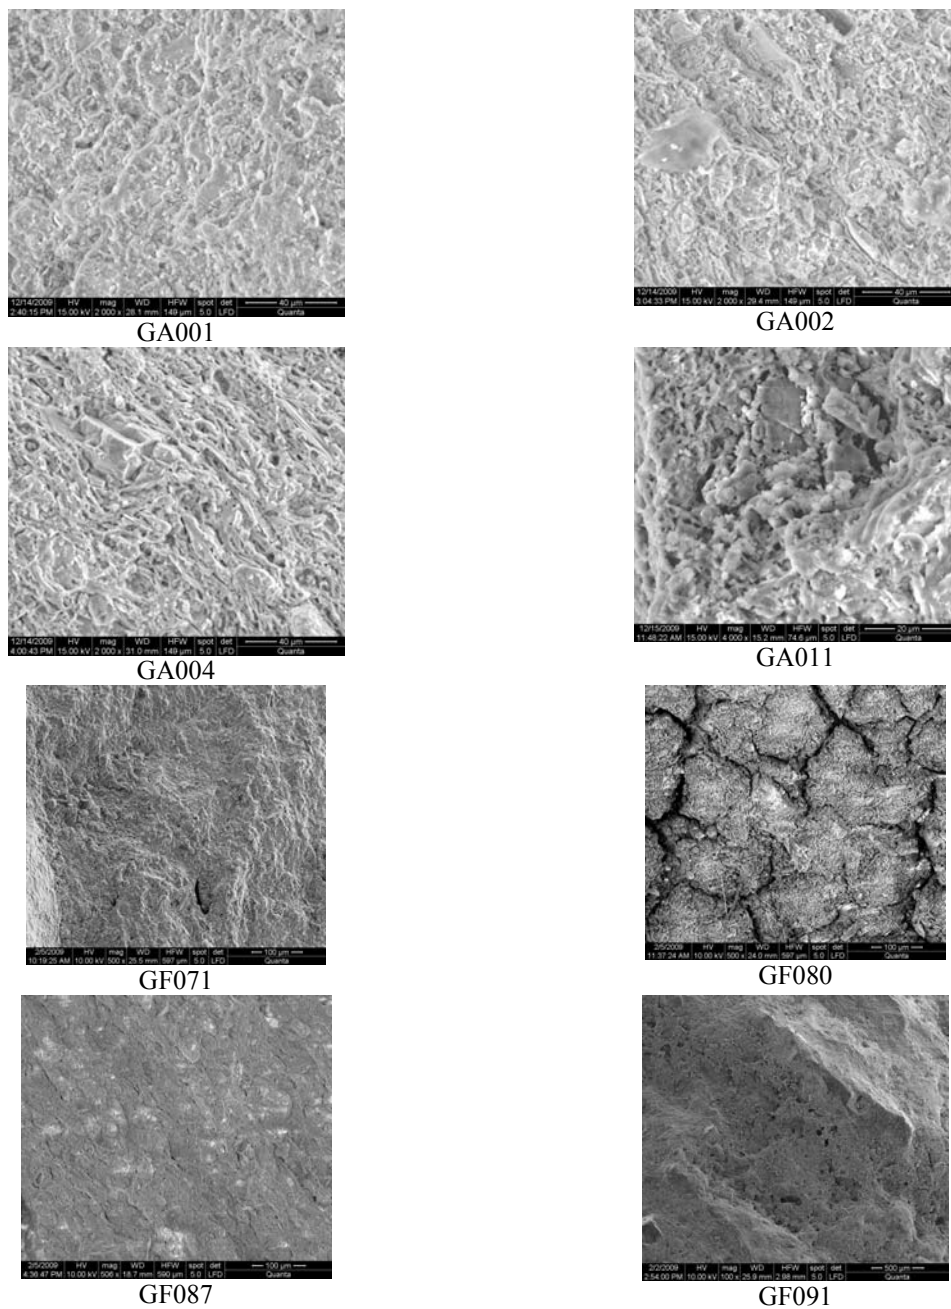 12/14/2009 HV mag WD HFW spot det 40 µm
2:40:15 PM 15.00 kV 2 000 x 28.1 mm 149 µm 5.0 LFD Quanta
GA001
12/14/2009 HV mag WD HFW spot det 40 µm
3:04:33 PM 15.00 kV 2 000 x 29.4 mm 149 µm 5.0 LFD Quanta
GA002
12/14/2009 HV mag WD HFW spot det 40 µm
4:00:43 PM 15.00 kV 2 000 x 31.0 mm 149 µm 5.0 LFD Quanta
GA004
12/15/2009 HV mag WD HFW spot det 20 µm
11:48:22 AM 15.00 kV 4 000 x 15.2 mm 74.6 µm 5.0 LFD Quanta
GA011
2/5/2009 HV mag WD HFW spot det 100 µm
10:19:25 AM 10.00 kV 500 x 25.5 mm 597 µm 5.0 LFD Quanta
GF071
2/5/2009 HV mag WD HFW spot det 100 µm
11:37:24 AM 10.00 kV 500 x 24.0 mm 597 µm 5.0 LFD Quanta
GF080
2/5/2009 HV mag WD HFW spot det 100 µm
4:36:47 PM 10.00 kV 506 x 18.7 mm 590 µm 5.0 LFD Quanta
GF087
2/2/2009 HV mag WD HFW spot det 500 µm
2:54:00 PM 10.00 kV 100 x 25.9 mm 2.98 mm 5.0 LFD Quanta
GF091